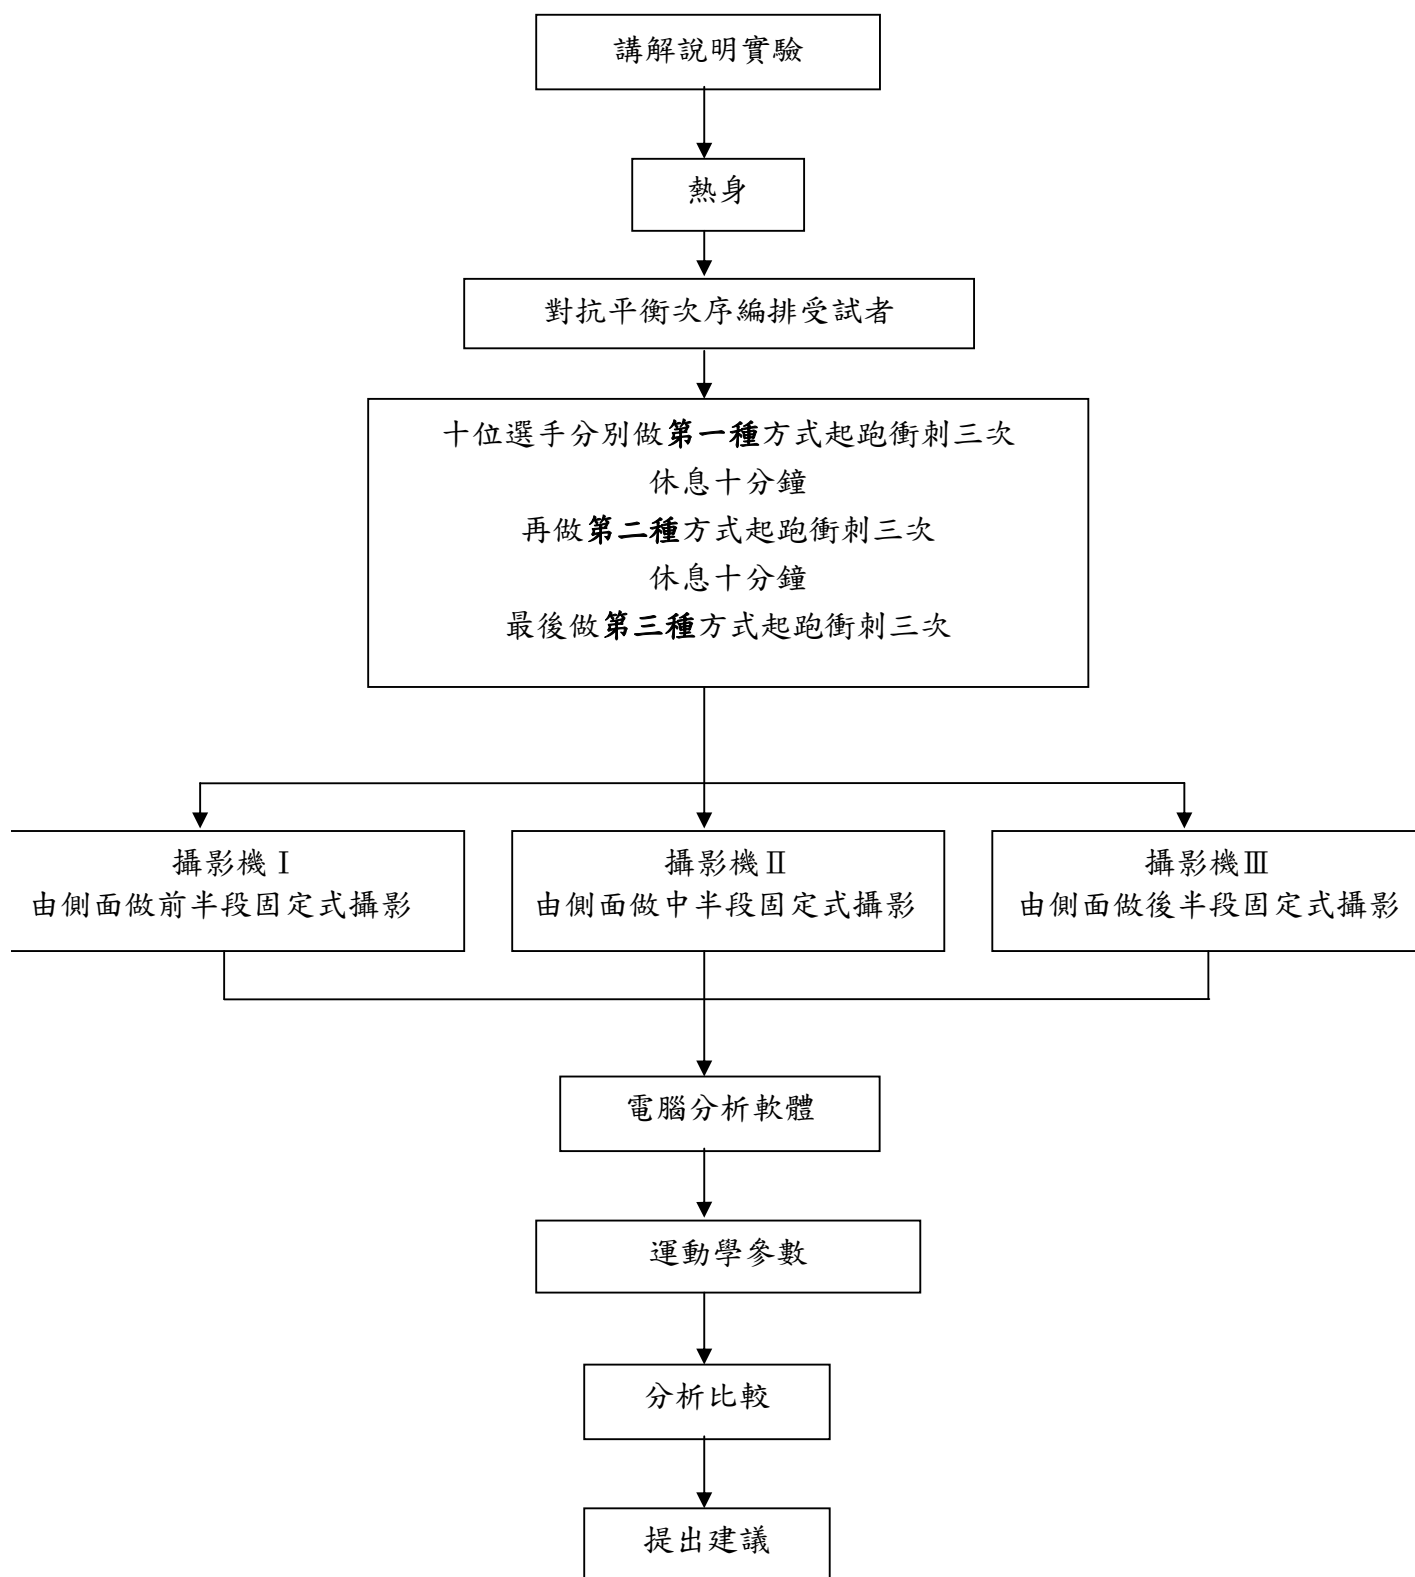 講解說明實驗
熱身
對抗平衡次序編排受試者
十位選手分別做第一種方式起跑衝刺三次
休息十分鐘
再做第二種方式起跑衝刺三次
休息十分鐘
最後做第三種方式起跑衝刺三次
攝影機Ⅰ
由側面做前半段固定式攝影
攝影機Ⅱ
由側面做中半段固定式攝影
攝影機Ⅲ
由側面做後半段固定式攝影
電腦分析軟體
運動學參數
分析比較
提出建議